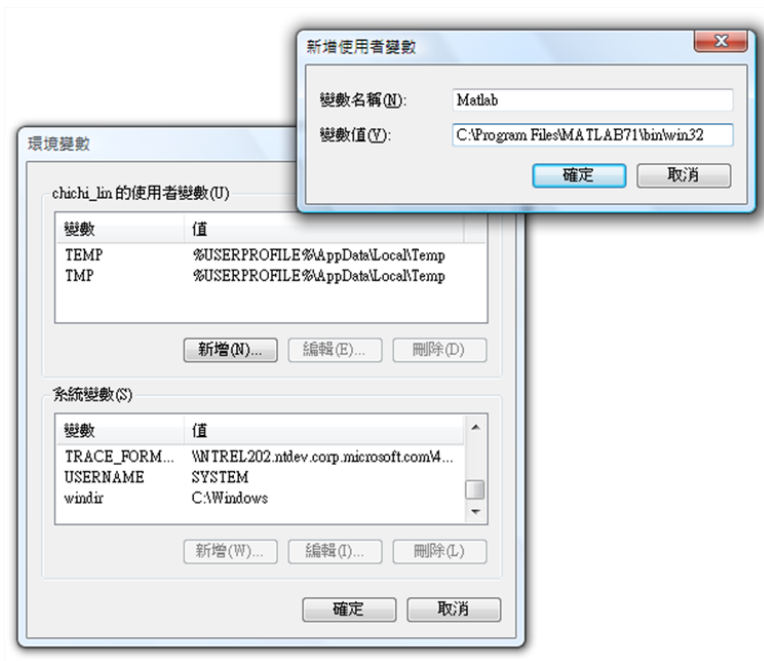 新增使用者變數
變數名稱(N): Matlab
變數值(V): C:\Program Files\MATLAB71\bin\win32
確定 取消
環境變數
chichi_lin 的使用者變數(U)
變數 值
TEMP %USERPROFILE%\AppData\Local\Temp
TMP %USERPROFILE%\AppData\Local\Temp
新增(N)... 編輯(E)... 刪除(D)
系統變數(S)
變數 值
TRACE_FORM... \\NTREL202.ntdev.corp.microsoft.com\4...
USERNAME SYSTEM
windir C:\Windows
新增(W)... 編輯(I)... 刪除(L)
確定 取消